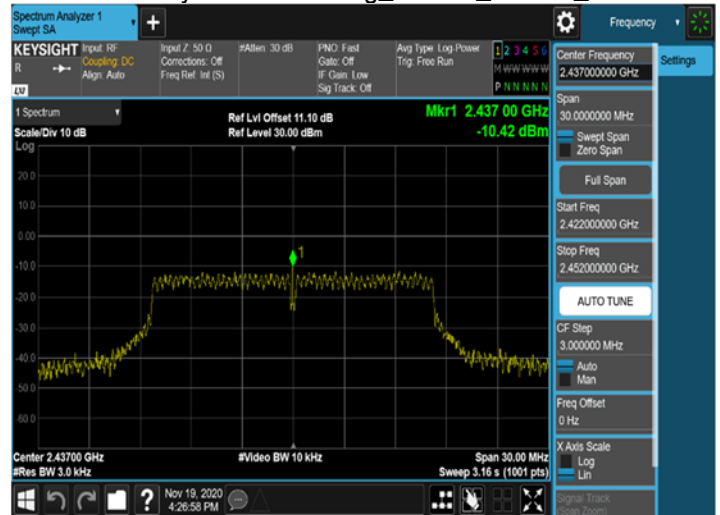 Spectrum Analyzer 1
Swept SA
+
Frequency
KEYSIGHT
R
Input: RF
Coupling: DC
Align: Auto
Input Z: 50 Ω
Corrections: Off
Freq Ref: Int (S)
#Atten: 30 dB
PNO: Fast
Gate: Off
IF Gain: Low
Sig Track: Off
Avg Type: Log-Power
Trig: Free Run
1 2 3 4 5 6
M W W W W W
P N N N N N
1 Spectrum
Scale/Div 10 dB
Log
Ref Lvl Offset 11.10 dB
Ref Level 30.00 dBm
Mkr1 2.437 00 GHz
-10.42 dBm
20.0
10.0
0.00
-10.0
-20.0
-30.0
-40.0
-50.0
-60.0
1
Center 2.43700 GHz
#Res BW 3.0 kHz
#Video BW 10 kHz
Span 30.00 MHz
Sweep 3.16 s (1001 pts)
Nov 19, 2020
4:26:58 PM
?
Center Frequency
2.437000000 GHz
Settings
Span
30.0000000 MHz
Swept Span
Zero Span
Full Span
Start Freq
2.422000000 GHz
Stop Freq
2.452000000 GHz
AUTO TUNE
CF Step
3.000000 MHz
Auto
Man
Freq Offset
0 Hz
X Axis Scale
Log
Lin
Signal Track
(Span Zoom)